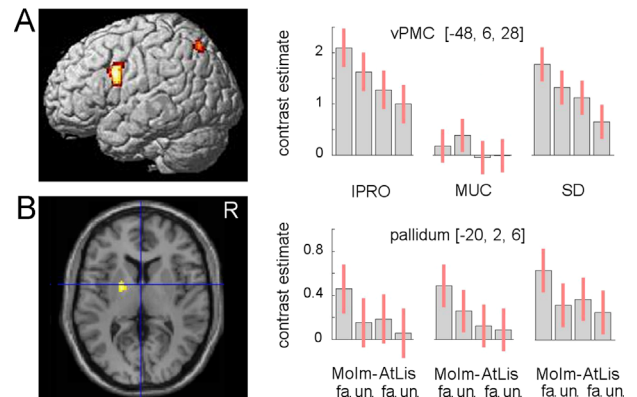 A
vPMC [-48, 6, 28]
contrast estimate
2
1
0
IPRO MUC SD
B
R
pallidum [-20, 2, 6]
contrast estimate
0.8
0.4
0
MoIm-AtLis MoIm-AtLis MoIm-AtLis
fa un fa un fa un fa un fa un fa un